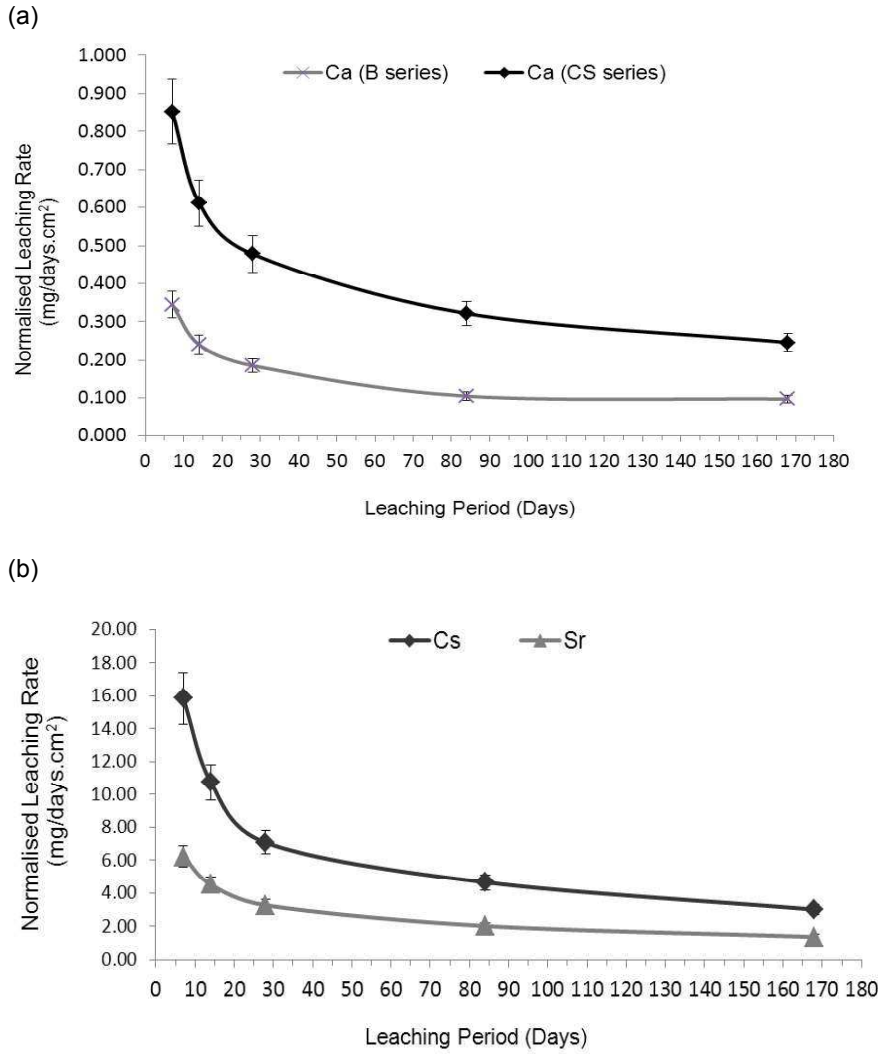 (a)
Ca (B series) Ca (CS series)
Normalised Leaching Rate
(mg/days.cm²)
1.000
0.900
0.800
0.700
0.600
0.500
0.400
0.300
0.200
0.100
0.000
0 10 20 30 40 50 60 70 80 90 100 110 120 130 140 150 160 170 180
Leaching Period (Days)
(b)
Cs Sr
Normalised Leaching Rate
(mg/days.cm²)
20.00
18.00
16.00
14.00
12.00
10.00
8.00
6.00
4.00
2.00
0.00
0 10 20 30 40 50 60 70 80 90 100 110 120 130 140 150 160 170 180
Leaching Period (Days)